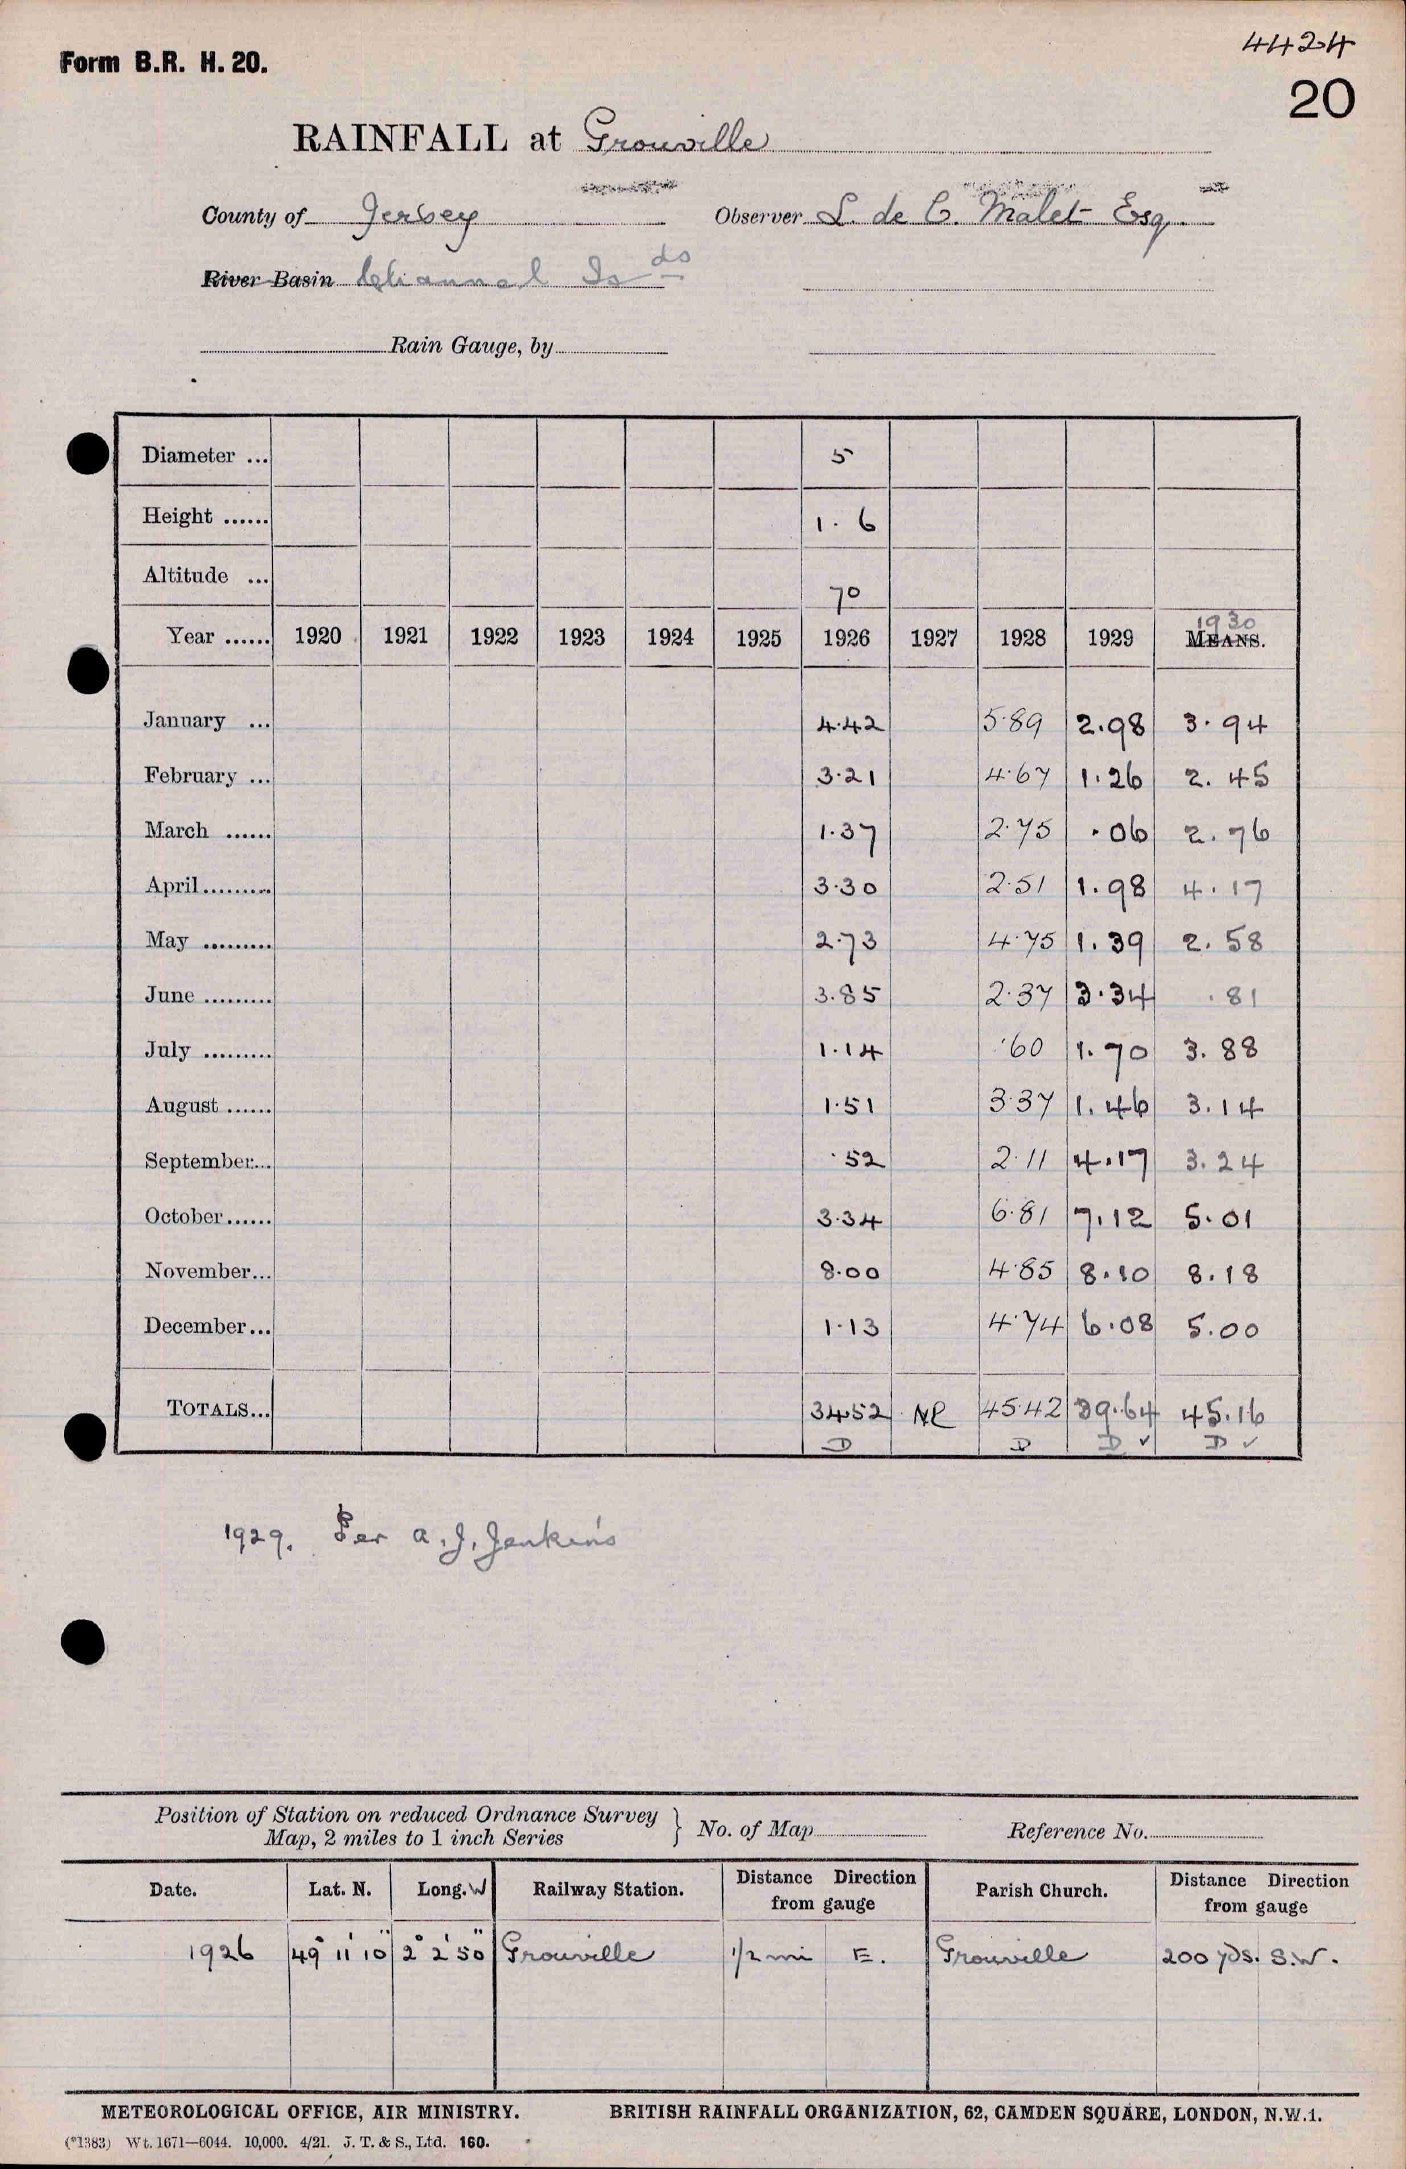 4424
Form B.R. H. 20.
20
RAINFALL at Grouville
County of Jersey Observer L. de C. Malet Esq.
River Basin Channel Is ds
Rain Gauge, by
Diameter ... 5
Height ...... 1.6
Altitude ... 70
1930
Year ...... 1920 1921 1922 1923 1924 1925 1926 1927 1928 1929 MEANS.
January ... 4.42 5.89 2.98 3.94
February ... 3.21 4.67 1.26 2.45
March ...... 1.37 2.75 .06 2.76
April ......... 3.30 2.51 1.98 4.17
May ......... 2.73 4.75 1.39 2.58
June ......... 3.85 2.37 3.34 .81
July ......... 1.14 .60 1.70 3.88
August ...... 1.51 3.37 1.46 3.14
September... .52 2.11 4.17 3.24
October...... 3.34 6.81 7.12 5.01
November... 8.00 4.85 8.10 8.18
December... 1.13 4.74 6.08 5.00
TOTALS... 34.52 NR 45.42 39.64 45.16
D D D ✓ D ✓
1929. Per A. J. Jenkins
Position of Station on reduced Ordnance Survey
Map, 2 miles to 1 inch Series } No. of Map Reference No.
Date. Lat. N. Long. W Railway Station. Distance Direction from gauge Parish Church. Distance Direction from gauge
1926 49° 11' 10" 2° 2' 50" Grouville 1/2 mi E. Grouville 200 yds. S.W.
METEOROLOGICAL OFFICE, AIR MINISTRY. BRITISH RAINFALL ORGANIZATION, 62, CAMDEN SQUARE, LONDON, N.W.1.
(*1383) Wt. 1671—6044. 10,000. 4/21. J. T. & S., Ltd. 160.